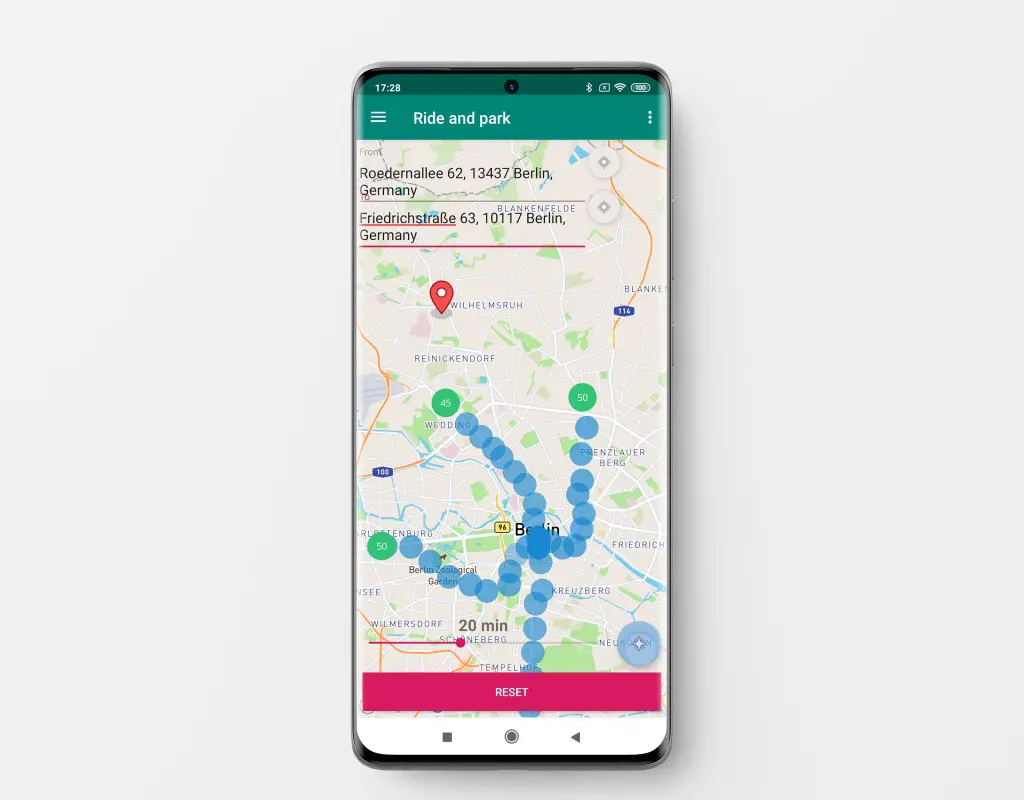 17:28
100
Ride and park
From
Roedernallee 62, 13437 Berlin,
Germany
To
BLANKENFELDE
Friedrichstraße 63, 10117 Berlin,
Germany
BLANKEN
WILHELMSRUH
114
REINICKENDORF
45
50
WEDDING
PRENZLAUER
BERG
100
96
Berlin
RLOTTENBURG
50
FRIEDRICH
Berlin Zoological
Garden
NSEE
KREUZBERG
WILMERSDORF
20 min
SCHÖNEBERG
NEUKÖLLN
TEMPELHOF
RESET